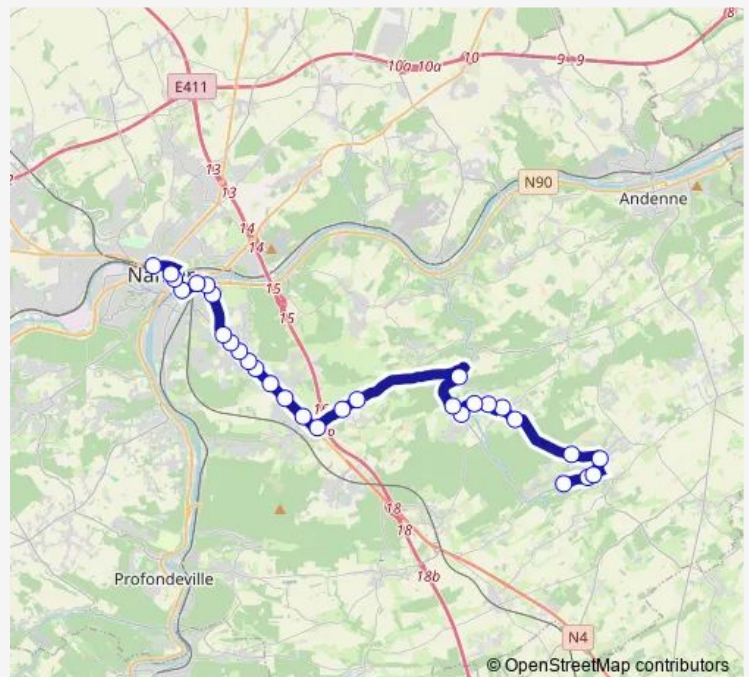 8
10a 10a 10 9 9
E411
13
13
N90
Andenne
14
14
15
15
18
18
Profondeville
18b
N4
© OpenStreetMap contributors